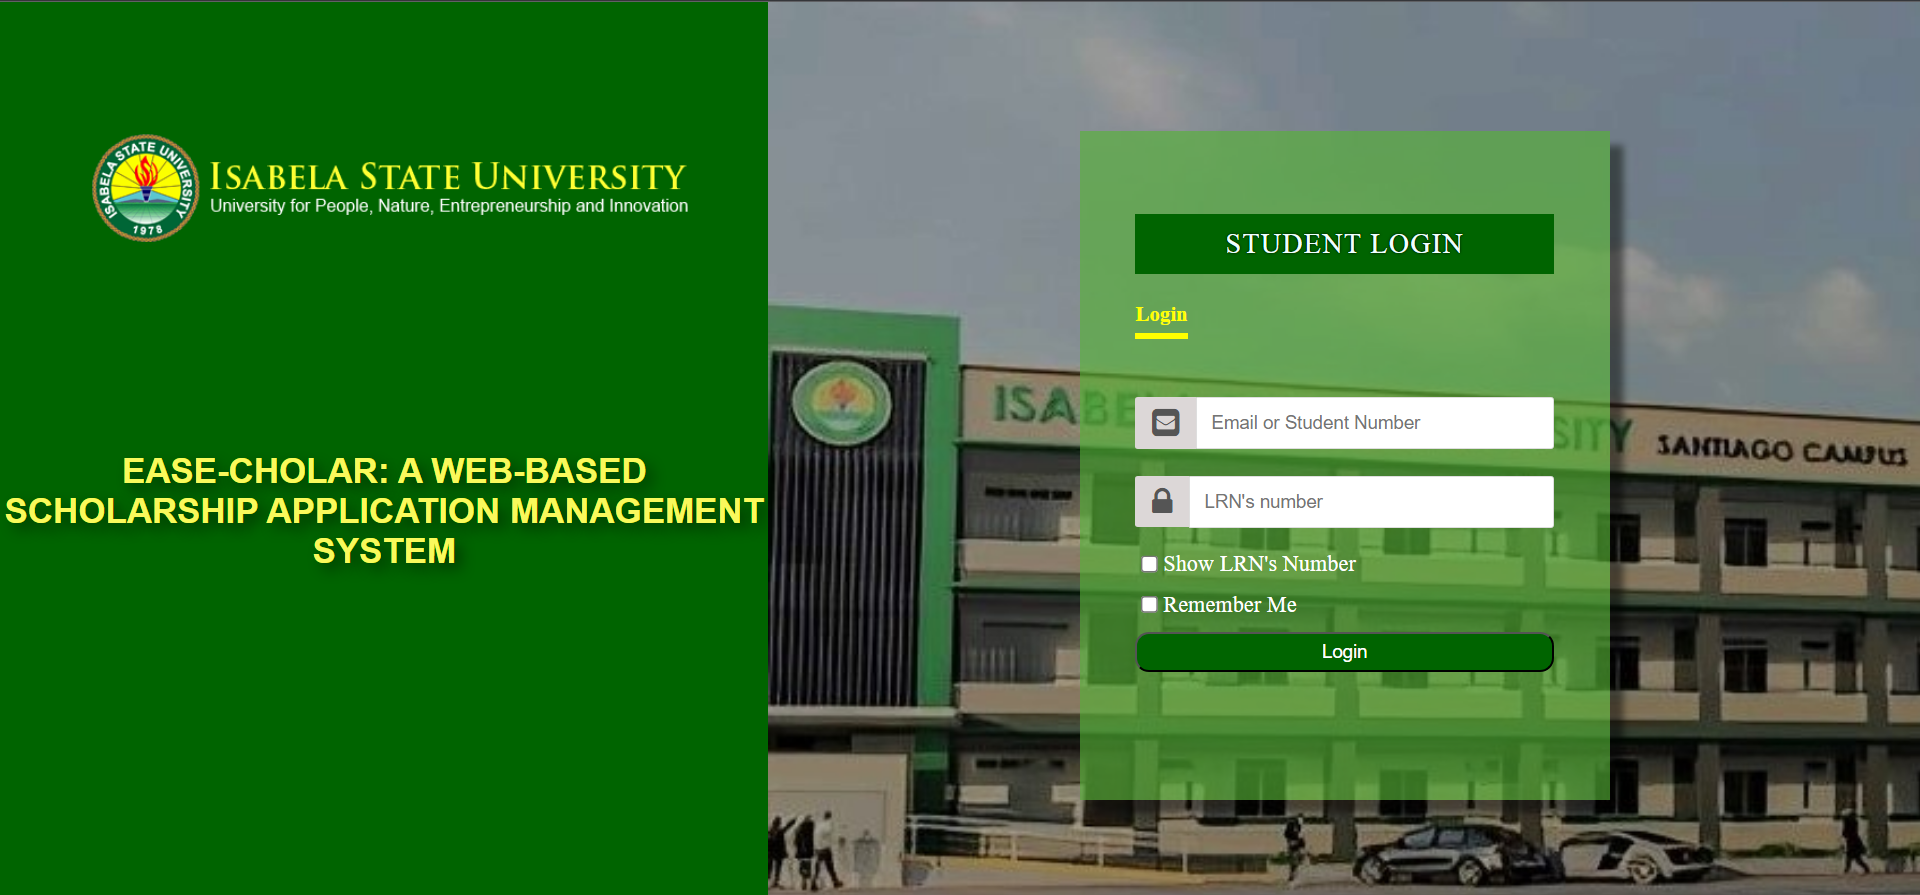 ISABELA STATE UNIVERSITY
1978
ISABELA STATE UNIVERSITY
University for People, Nature, Entrepreneurship and Innovation
EASE-CHOLAR: A WEB-BASED
SCHOLARSHIP APPLICATION MANAGEMENT
SYSTEM
STUDENT LOGIN
Login
Email or Student Number
LRN's number
Show LRN's Number
Remember Me
Login
SANTIAGO CAMPUS